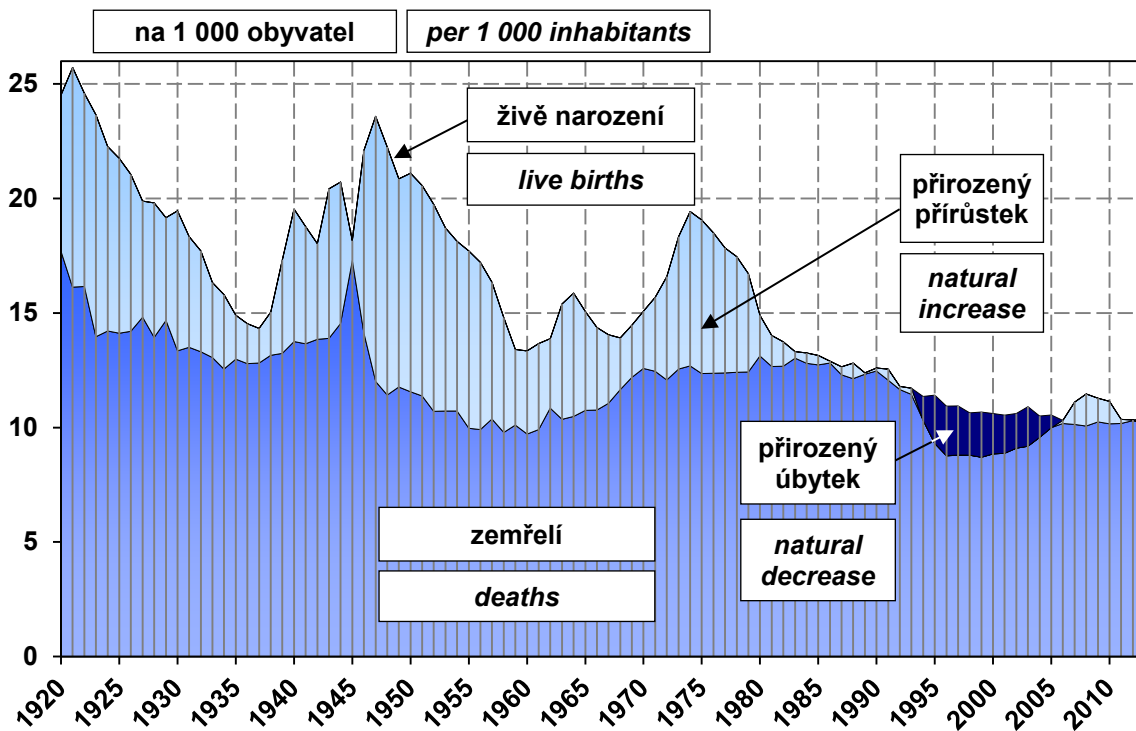 na 1 000 obyvatel
per 1 000 inhabitants
25
živě narození
live births
přirozený
přírůstek
natural
increase
20
15
10
přirozený
úbytek
natural
decrease
zemřelí
deaths
5
0
1920
1925
1930
1935
1940
1945
1950
1955
1960
1965
1970
1975
1980
1985
1990
1995
2000
2005
2010